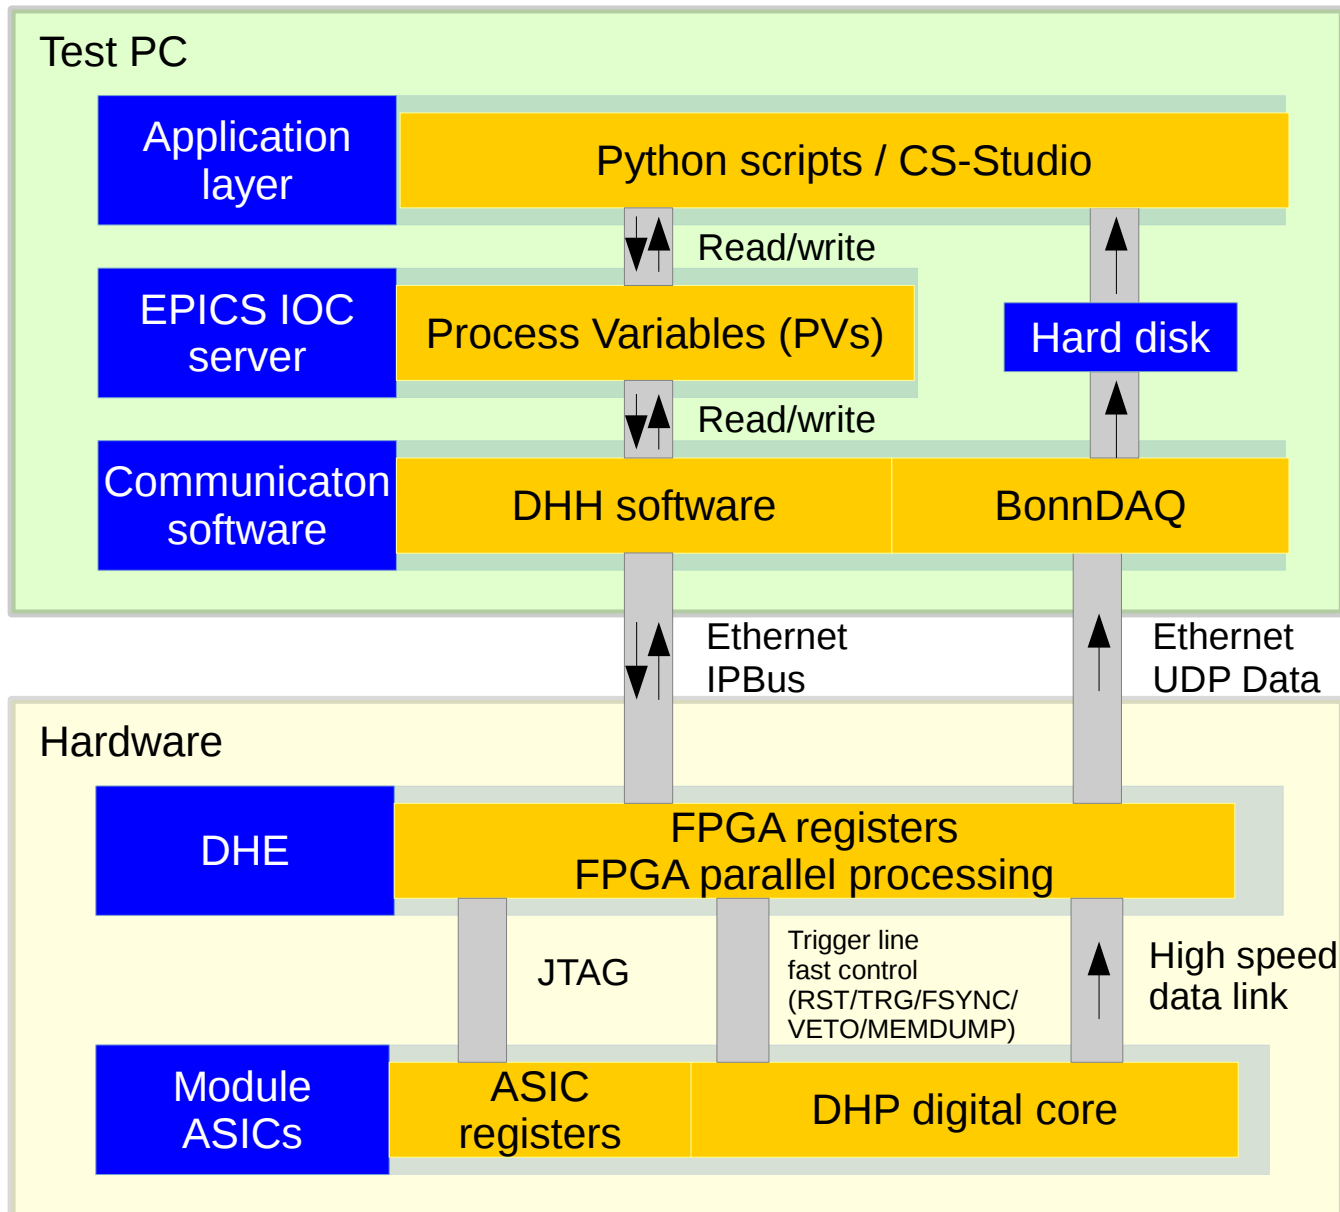 Test PC
Application
layer
Python scripts / CS-Studio
Read/write
EPICS IOC
server
Process Variables (PVs)
Hard disk
Read/write
Communicaton
software
DHH software
BonnDAQ
Ethernet
IPBus
Ethernet
UDP Data
Hardware
DHE
FPGA registers
FPGA parallel processing
JTAG
Trigger line
fast control
(RST/TRG/FSYNC/
VETO/MEMDUMP)
High speed
data link
Module
ASICs
ASIC
registers
DHP digital core